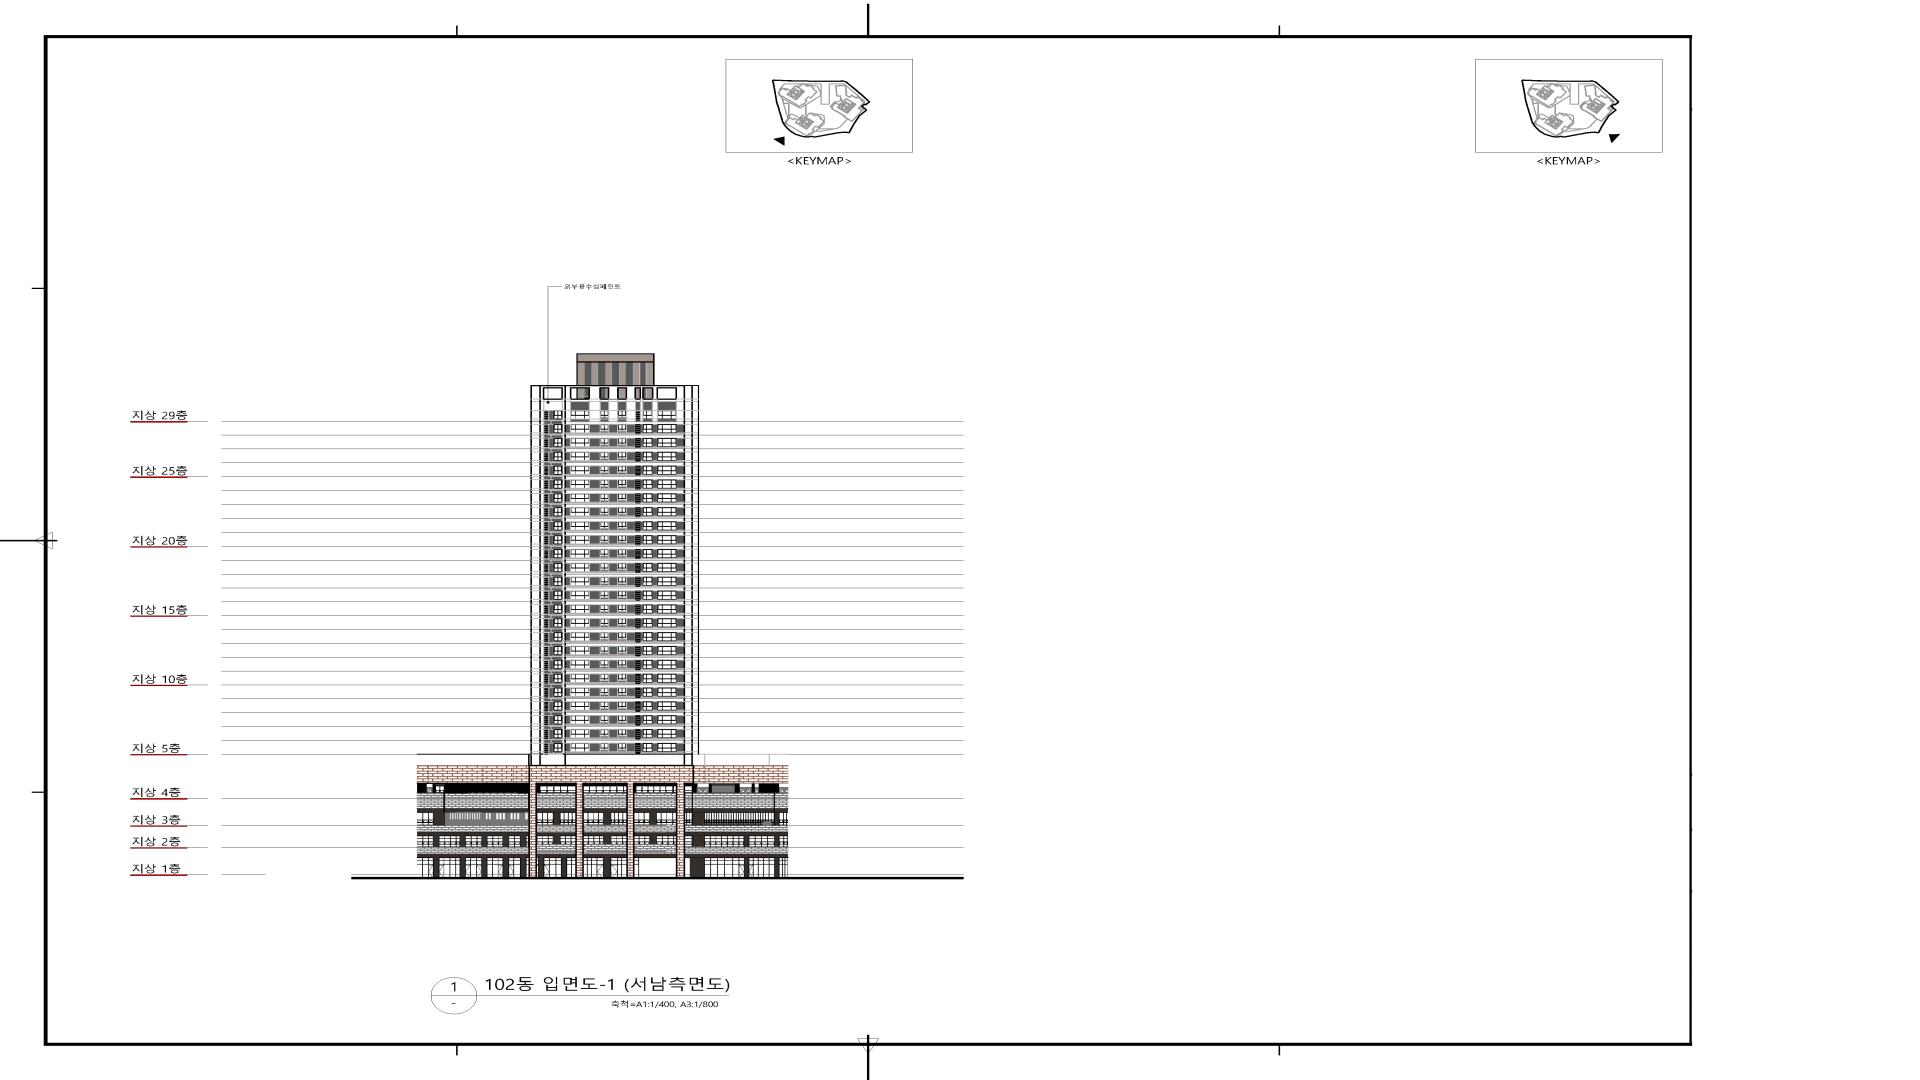 <KEYMAP>
<KEYMAP>
외부용수성페인트
지상 29층
지상 25층
지상 20층
지상 15층
지상 10층
지상 5층
지상 4층
지상 3층
지상 2층
지상 1층
1
-
102동 입면도-1 (서남측면도)
축척=A1:1/400, A3:1/800